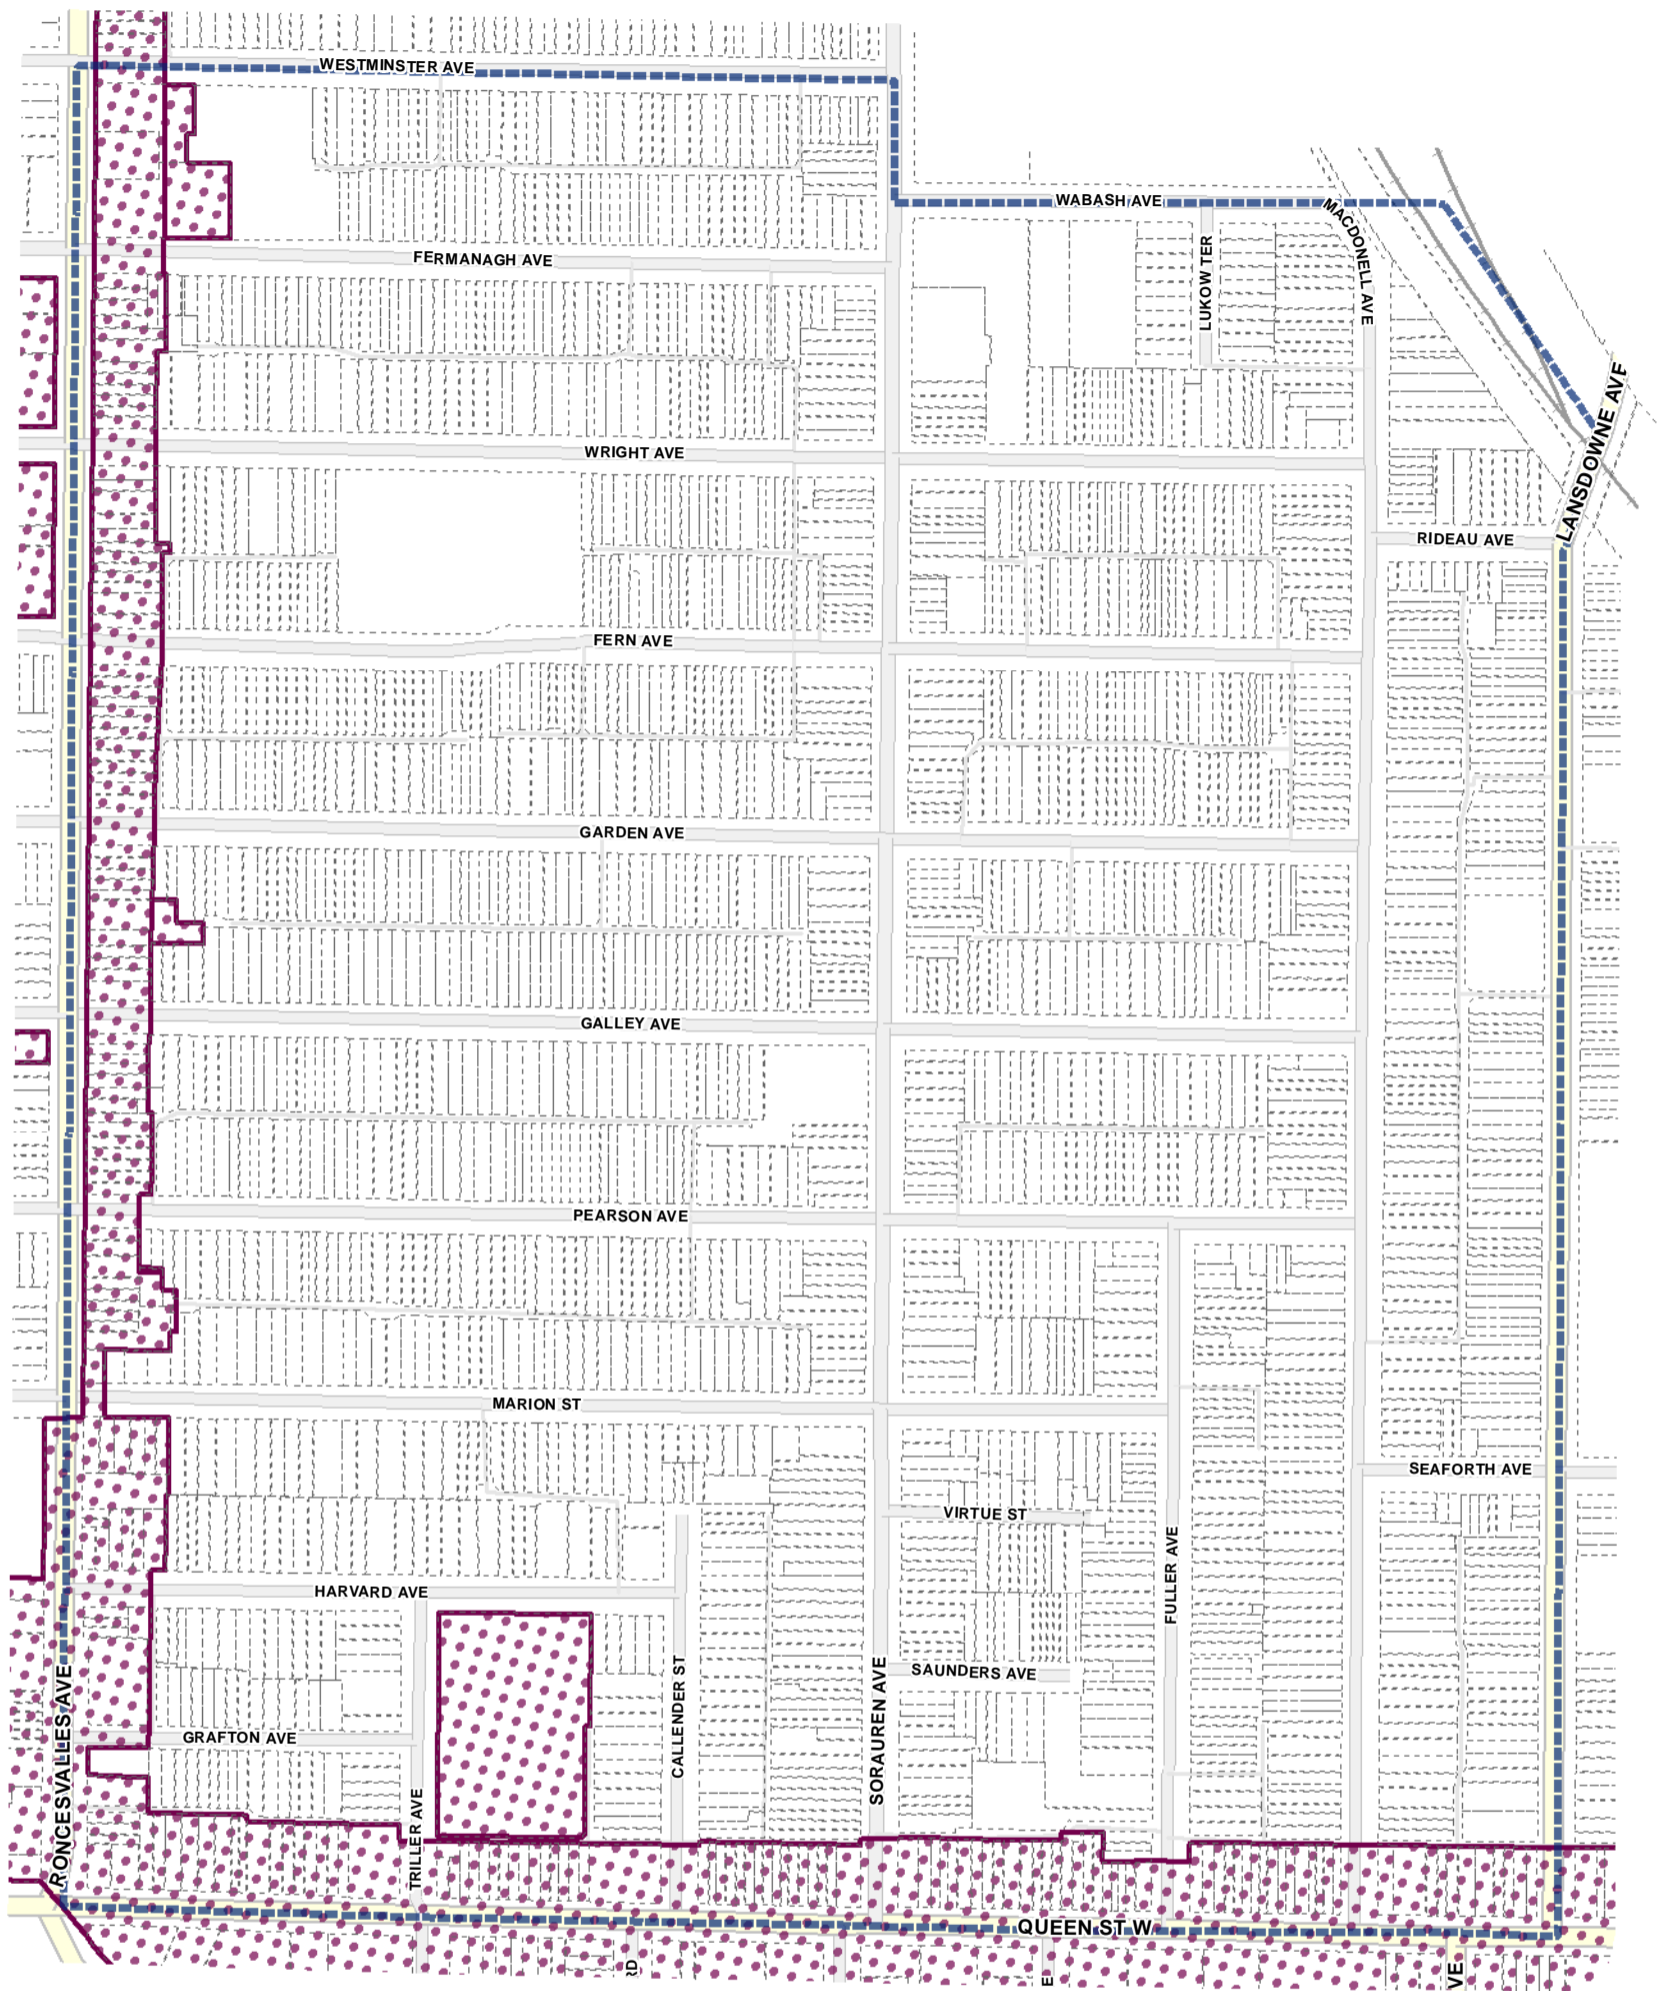 WESTMINSTER AVE
WABASH AVE
MACDONELL AVE
LUKOW TER
FERMANAGH AVE
LANSDOWNE AVE
WRIGHT AVE
RIDEAU AVE
FERN AVE
GARDEN AVE
GALLEY AVE
PEARSON AVE
MARION ST
SEAFORTH AVE
VIRTUE ST
FULLER AVE
HARVARD AVE
SAUNDERS AVE
CALLENDER ST
SORAUREN AVE
RONCESVALLES AVE
GRAFTON AVE
TRILLER AVE
QUEEN ST W
RD
E
VE